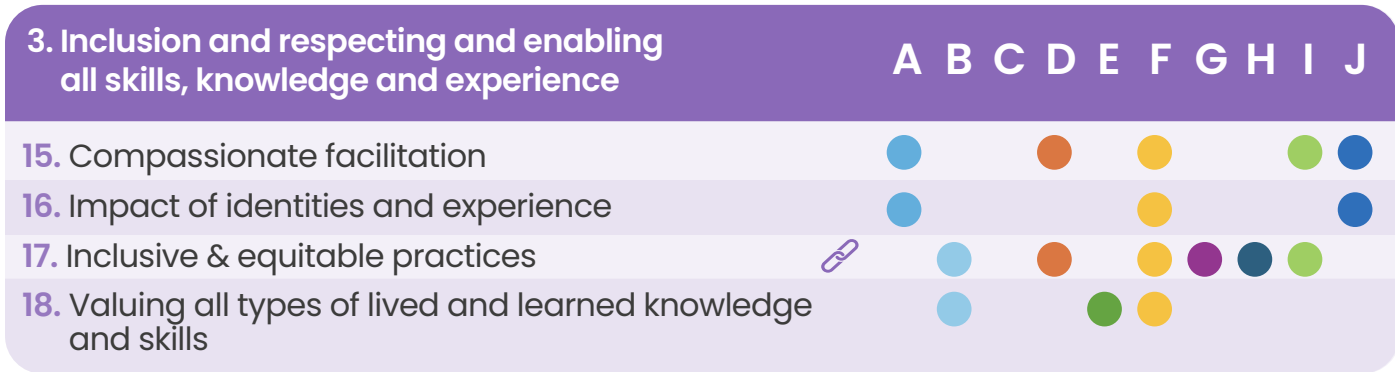 3. Inclusion and respecting and enabling
all skills, knowledge and experience
A B C D E F G H I J
15. Compassionate facilitation
16. Impact of identities and experience
17. Inclusive & equitable practices
18. Valuing all types of lived and learned knowledge
and skills